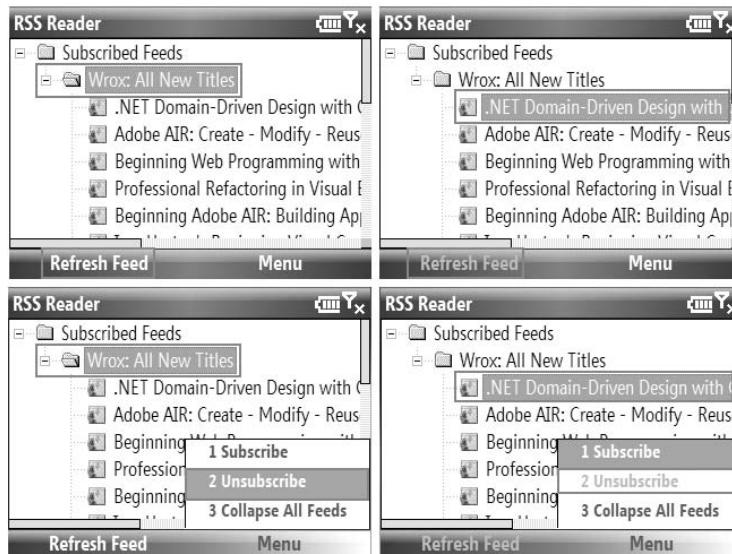 RSS Reader
Subscribed Feeds
Wrox: All New Titles
.NET Domain-Driven Design with
Adobe AIR: Create - Modify - Reus
Beginning Web Programming with
Professional Refactoring in Visual
Beginning Adobe AIR: Building Ap
Refresh Feed Menu
RSS Reader
Subscribed Feeds
Wrox: All New Titles
.NET Domain-Driven Design with
Adobe AIR: Create - Modify - Reus
Beginning Web Programming with
Professional Refactoring in Visual
Beginning Adobe AIR: Building Ap
Refresh Feed Menu
RSS Reader
Subscribed Feeds
Wrox: All New Titles
.NET Domain-Driven Design with
Adobe AIR: Create - Modify - Reus
Beginning
Profession
Beginning
1 Subscribe
2 Unsubscribe
3 Collapse All Feeds
Refresh Feed Menu
RSS Reader
Subscribed Feeds
Wrox: All New Titles
.NET Domain-Driven Design with
Adobe AIR: Create - Modify - Reus
Beginning
Profession
Beginning
1 Subscribe
2 Unsubscribe
3 Collapse All Feeds
Refresh Feed Menu